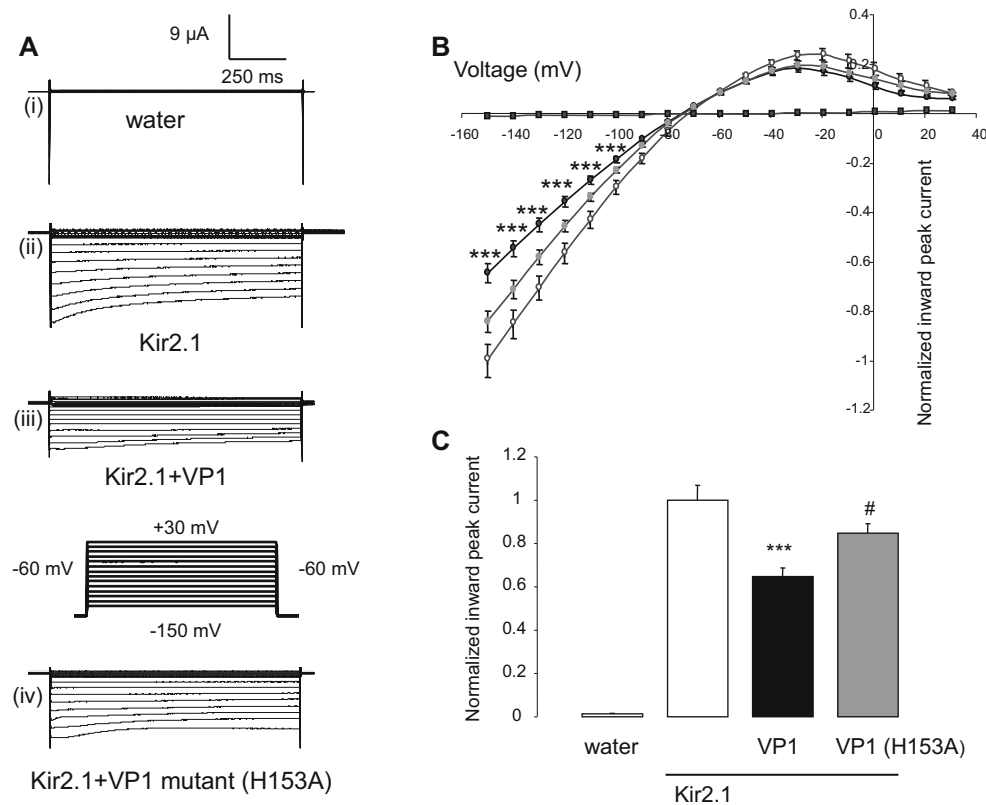 A
9 µA
250 ms
(i)
water
(ii)
Kir2.1
(iii)
Kir2.1+VP1
+30 mV
-60 mV
-60 mV
-150 mV
(iv)
Kir2.1+VP1 mutant (H153A)
B
Voltage (mV)
0.4
0.2
-160 -140 -120 -100 -80 -60 -40 -20 0 20 40
-0.2
-0.4
-0.6
-0.8
-1
-1.2
Normalized inward peak current
***
***
***
***
***
***
C
Normalized inward peak current
1.2
1
0.8
0.6
0.4
0.2
0
***
#
water
VP1
VP1 (H153A)
Kir2.1